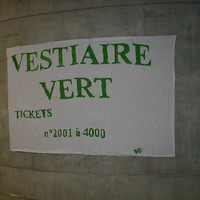 VESTIAIRE
VERT
TICKETS
n°2001 à 4000